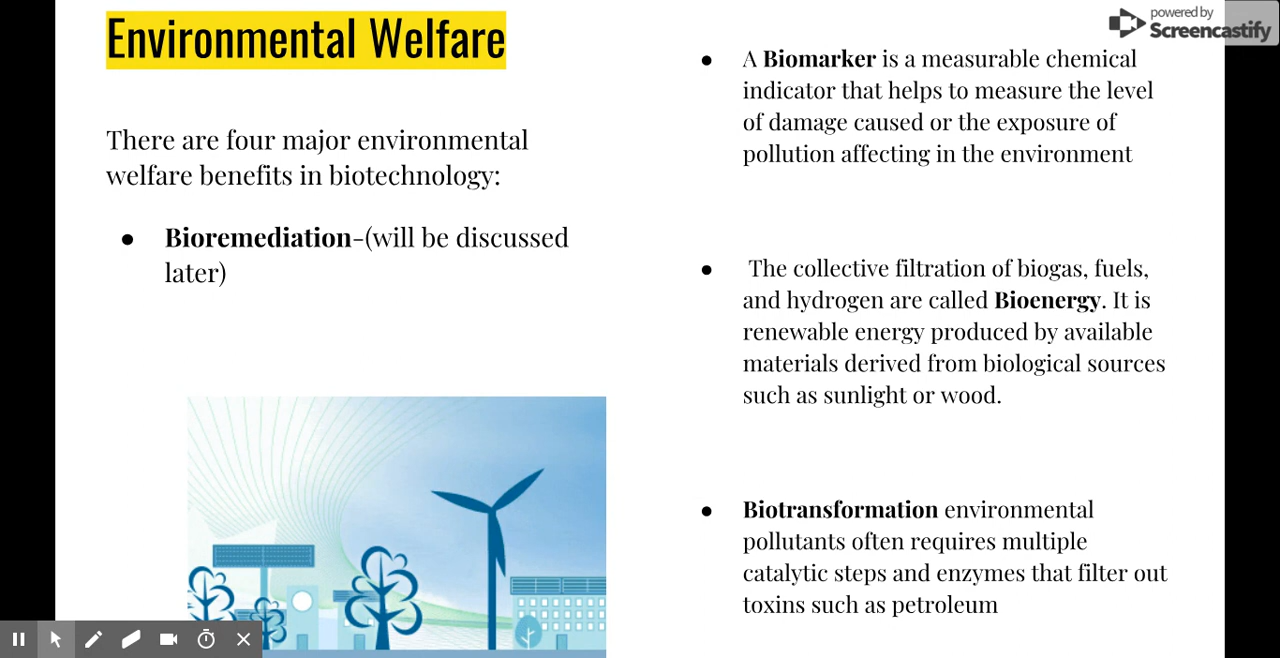 Environmental Welfare
There are four major environmental
welfare benefits in biotechnology:
● Bioremediation-(will be discussed
later)
powered by
Screencastify
● A Biomarker is a measurable chemical
indicator that helps to measure the level
of damage caused or the exposure of
pollution affecting in the environment
● The collective filtration of biogas, fuels,
and hydrogen are called Bioenergy. It is
renewable energy produced by available
materials derived from biological sources
such as sunlight or wood.
● Biotransformation environmental
pollutants often requires multiple
catalytic steps and enzymes that filter out
toxins such as petroleum